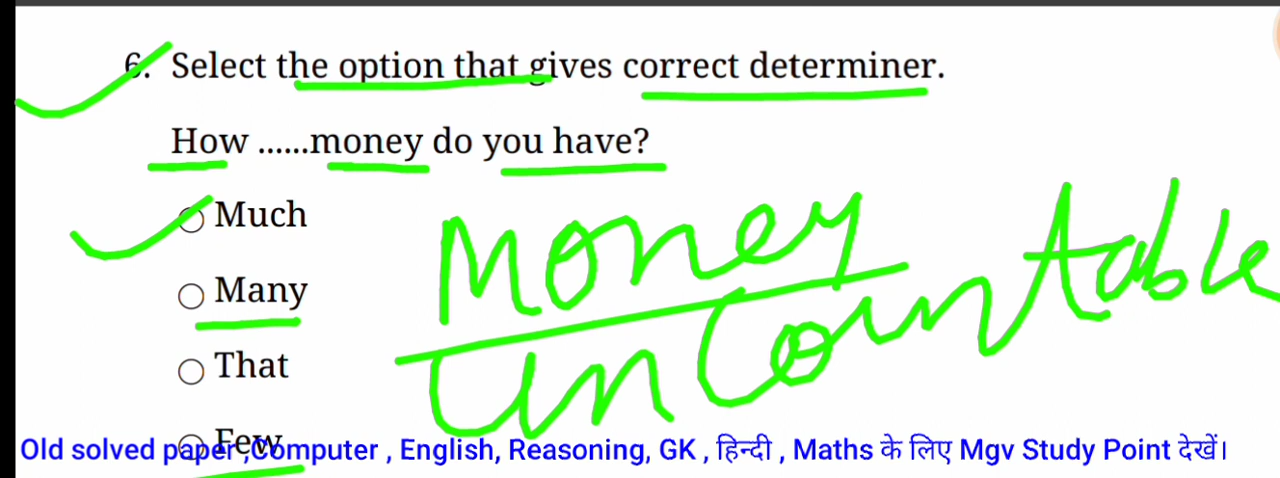 6. Select the option that gives correct determiner.
How ......money do you have?
Much
Many
That
Few
Money
Uncountable
Old solved paper ,Computer , English, Reasoning, GK , हिन्दी , Maths के लिए Mgv Study Point देखें।